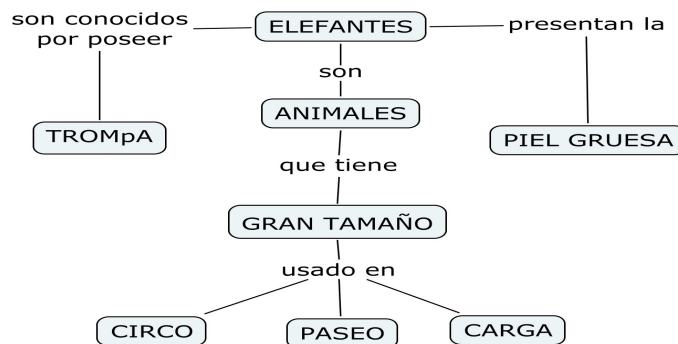 son conocidos
por poseer
ELEFANTES
presentan la
son
TROMpA
ANIMALES
PIEL GRUESA
que tiene
GRAN TAMAÑO
usado en
CIRCO
PASEO
CARGA